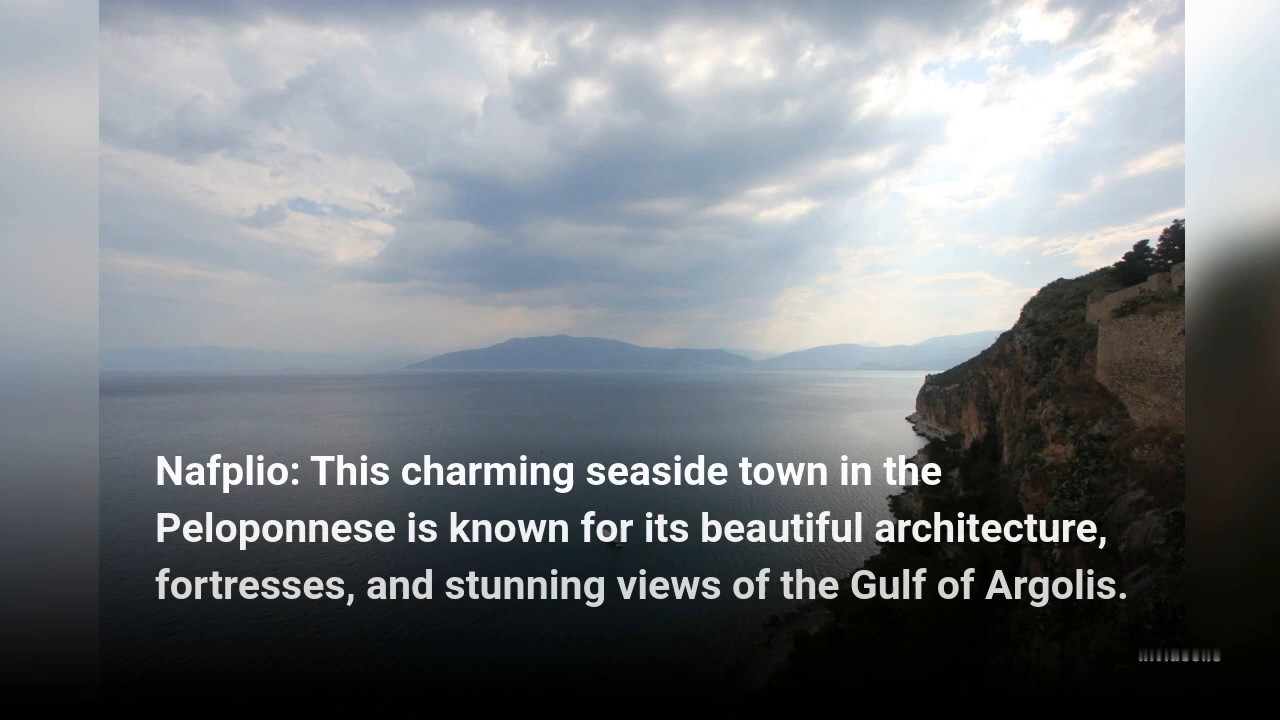 Nafplio: This charming seaside town in the
Peloponnese is known for its beautiful architecture,
fortresses, and stunning views of the Gulf of Argolis.